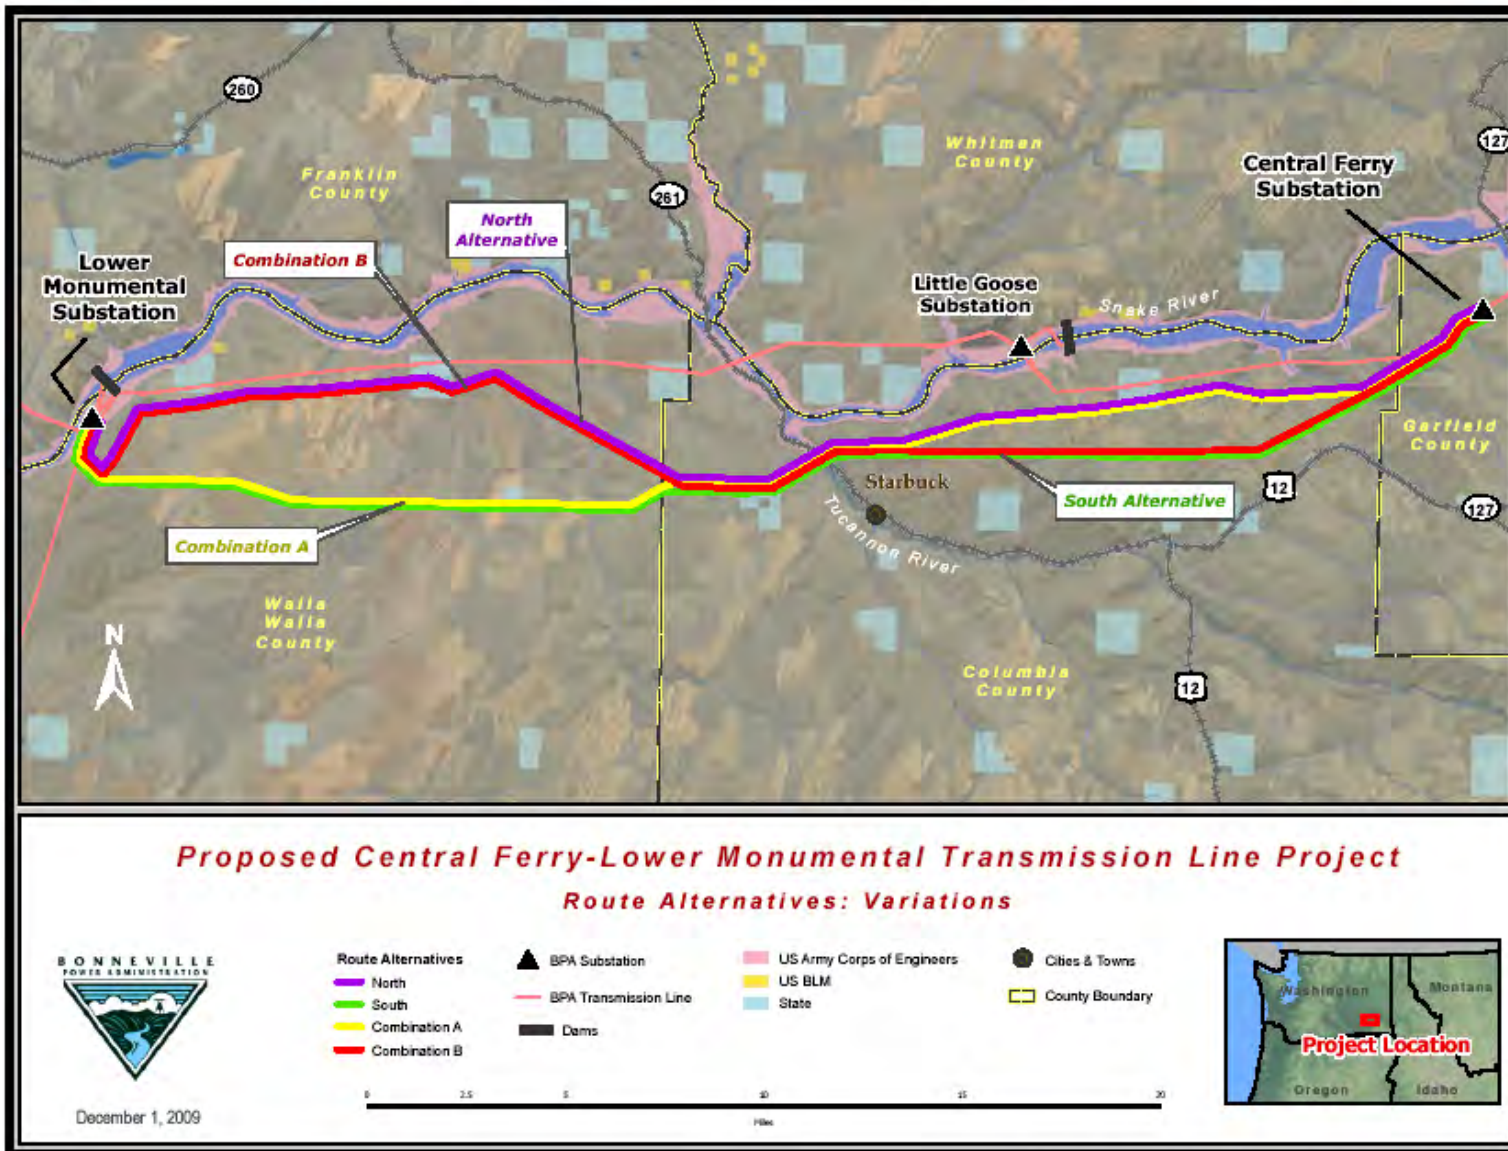 260
Franklin
County
261
Whitman
County
127
Central Ferry
Substation
North
Alternative
Combination B
Lower
Monumental
Substation
Little Goose
Substation
Snake River
Garfield
County
Starbuck
South Alternative
12
127
Tucannon River
Combination A
Walla
Walla
County
N
Columbia
County
12
Proposed Central Ferry-Lower Monumental Transmission Line Project
Route Alternatives: Variations
BONNEVILLE
POWER ADMINISTRATION
December 1, 2009
Route Alternatives
North
South
Combination A
Combination B
BPA Substation
BPA Transmission Line
Dams
US Army Corps of Engineers
US BLM
State
Cities & Towns
County Boundary
0 2.5 5 10 15 20
Miles
Washington
Montana
Project Location
Oregon
Idaho